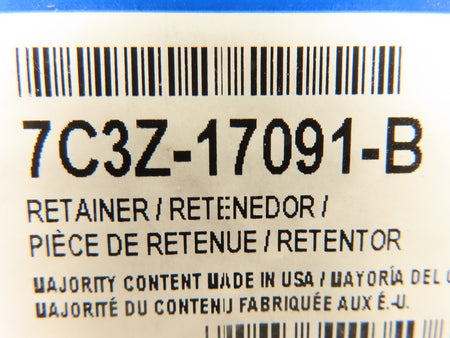 7C3Z-17091-B
RETAINER / RETENEDOR /
PIÈCE DE RETENUE / RETENTOR
MAJORITY CONTENT MADE IN USA / MAYORÍA DEL
MAJORITÉ DU CONTENU FABRIQUÉE AUX É.-U.